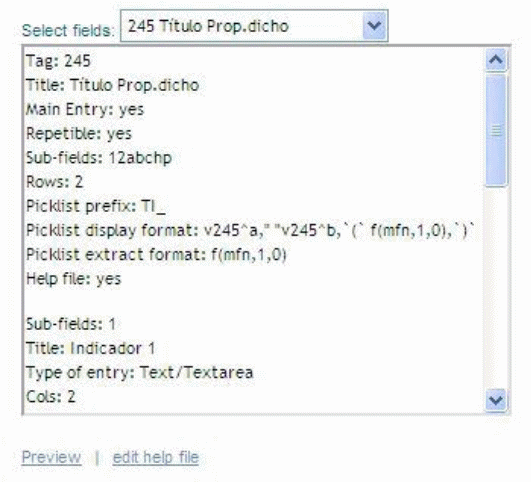 Select fields: 245 Título Prop.dicho
Tag: 245
Title: Título Prop.dicho
Main Entry: yes
Repetible: yes
Sub-fields: 12abchp
Rows: 2
Picklist prefix: TI_
Picklist display format: v245^a," "v245^b,`(` f(mfn,1,0),`)`
Picklist extract format: f(mfn,1,0)
Help file: yes
Sub-fields: 1
Title: Indicador 1
Type of entry: Text/Textarea
Cols: 2
Preview | edit help file